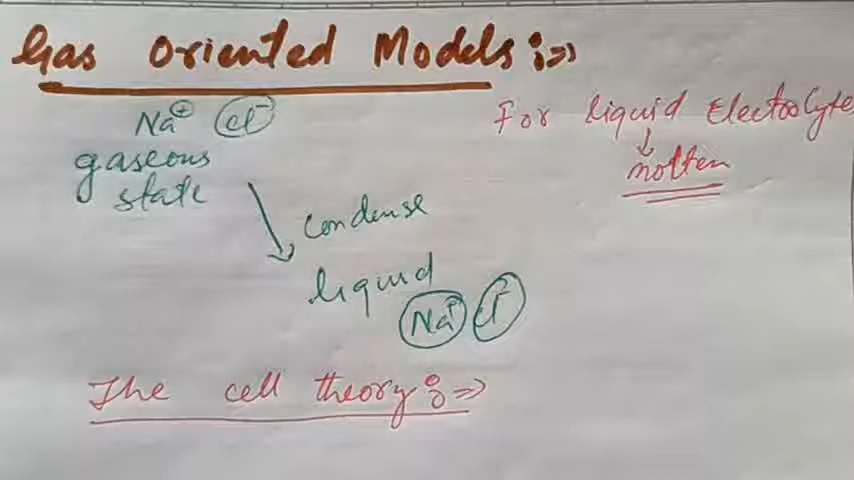 Gas Oriented Models :=>
Na⊕ Cl⁻
gaseous
state
For liquid Electrolyte
↓
molten
condense
liquid
Na⁺ Cl⁻
The cell theory :=>